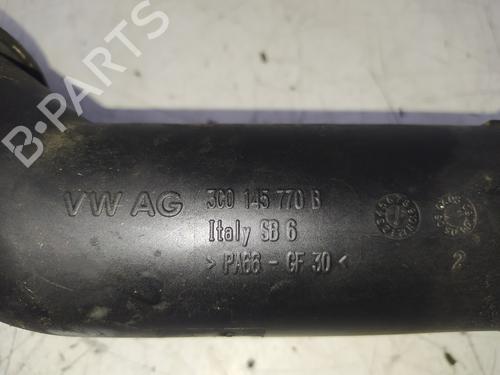 B-PARTS
VW AG
3C0 145 770 B
Italy SB 6
> PA66 - GF 30 <
2